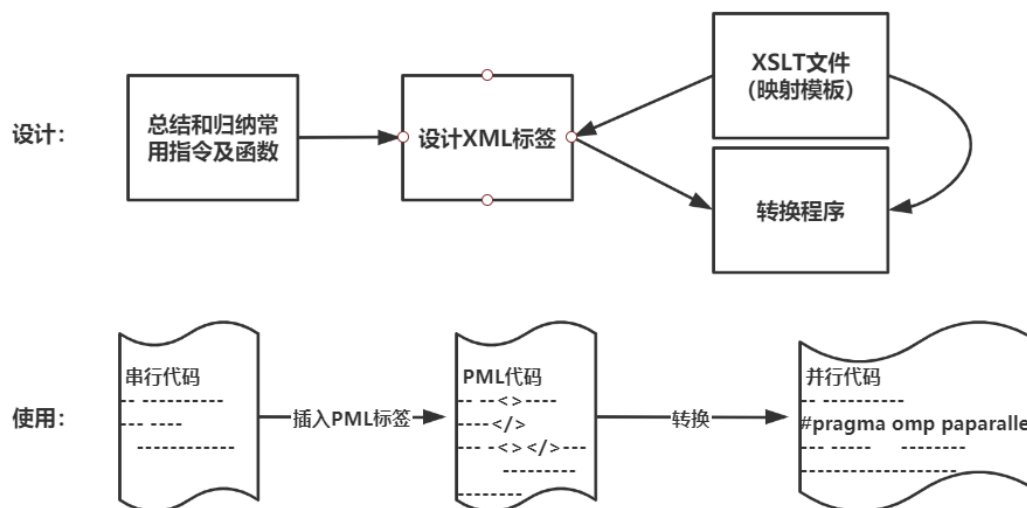 设计：
总结和归纳常
用指令及函数
设计XML标签
XSLT文件
（映射模板）
转换程序
使用：
串行代码
-- ----------
--- ----
------------
插入PML标签
PML代码
-- --<>----
----</>
--- --<></>---
---------
--------
转换
并行代码
-- -----------
#pragma omp paparalle
-- ------ --------
--------------------